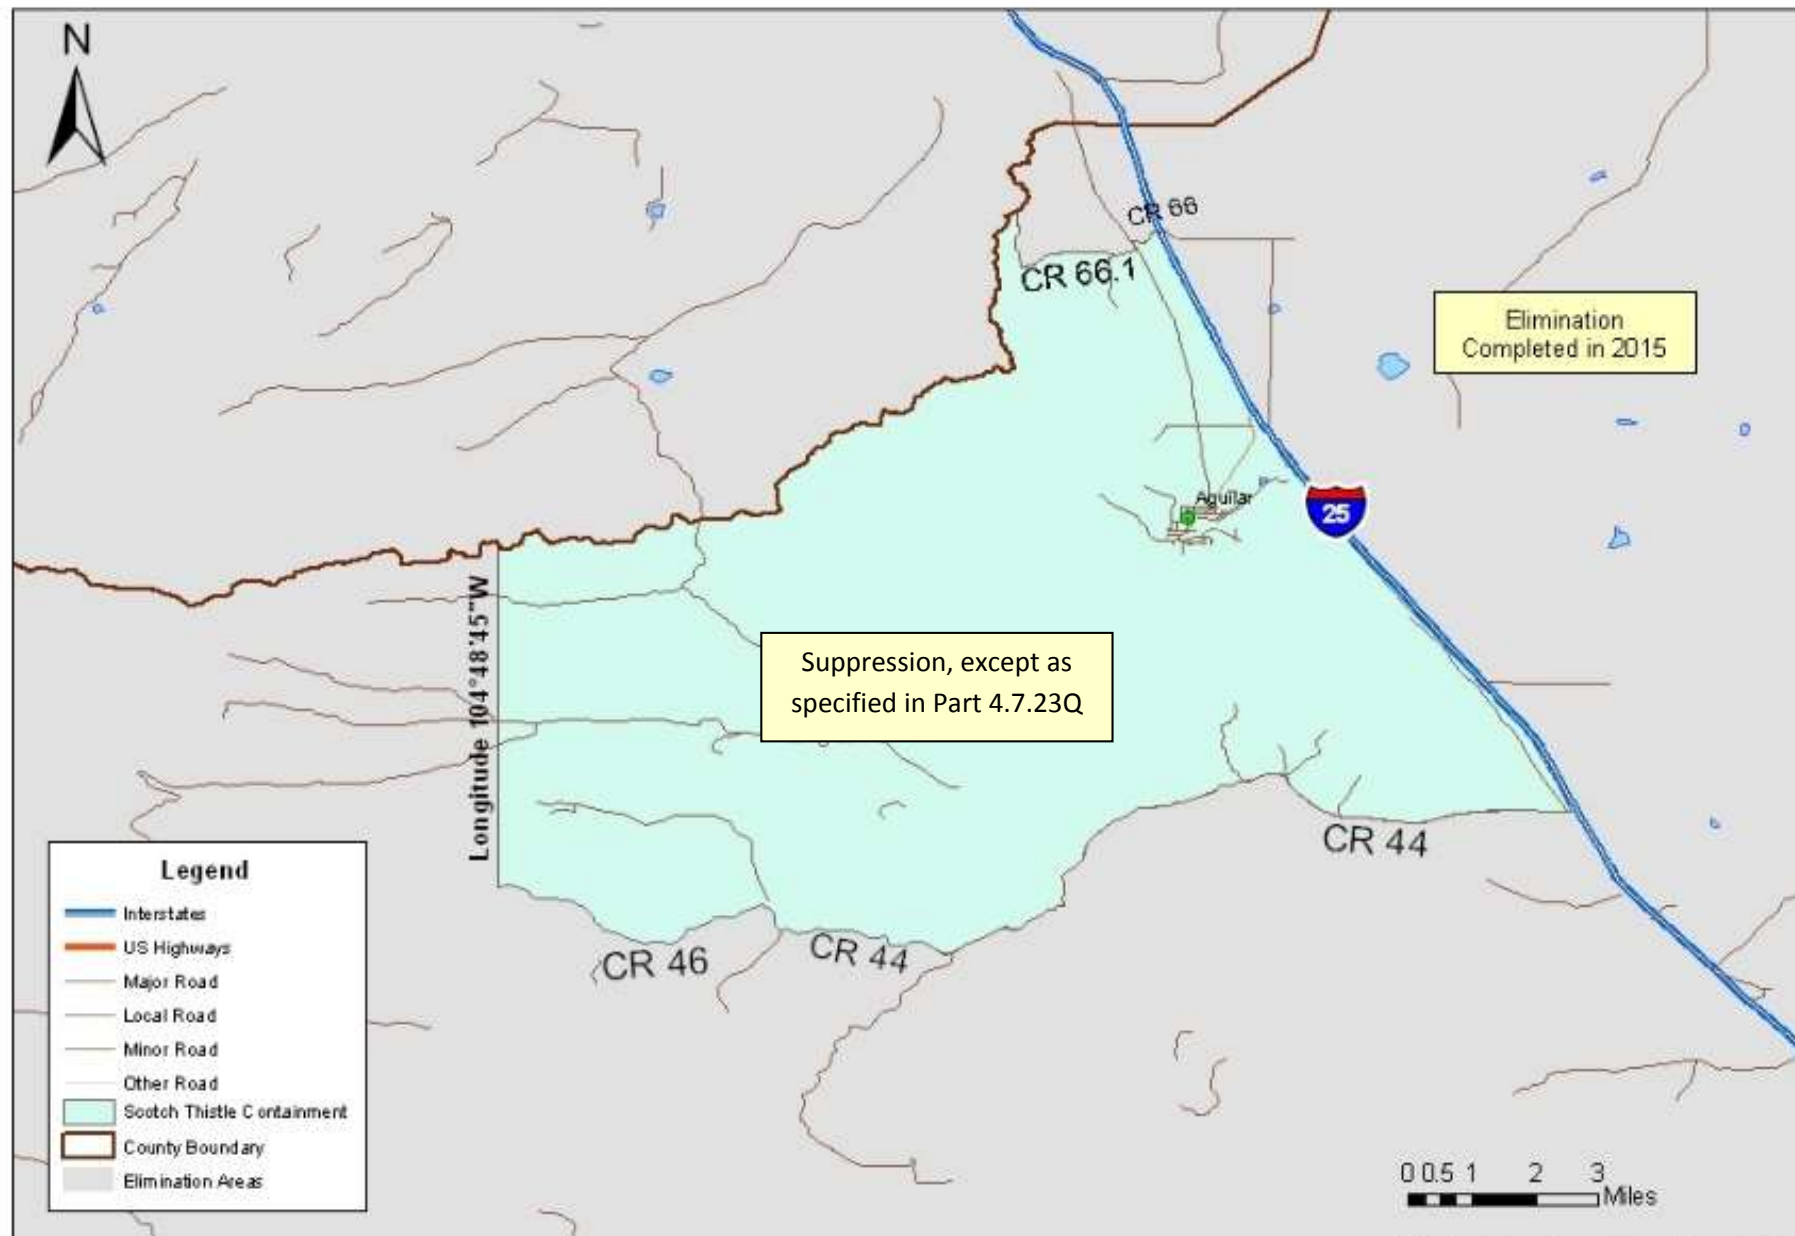 N
CR 66
CR 66.1
Elimination
Completed in 2015
Aguilar
25
Longitude 104°48'45"W
Suppression, except as
specified in Part 4.7.23Q
CR 44
CR 46
CR 44
Legend
Interstates
US Highways
Major Road
Local Road
Minor Road
Other Road
Scotch Thistle Containment
County Boundary
Elimination Areas
0 0.5 1 2 3
Miles